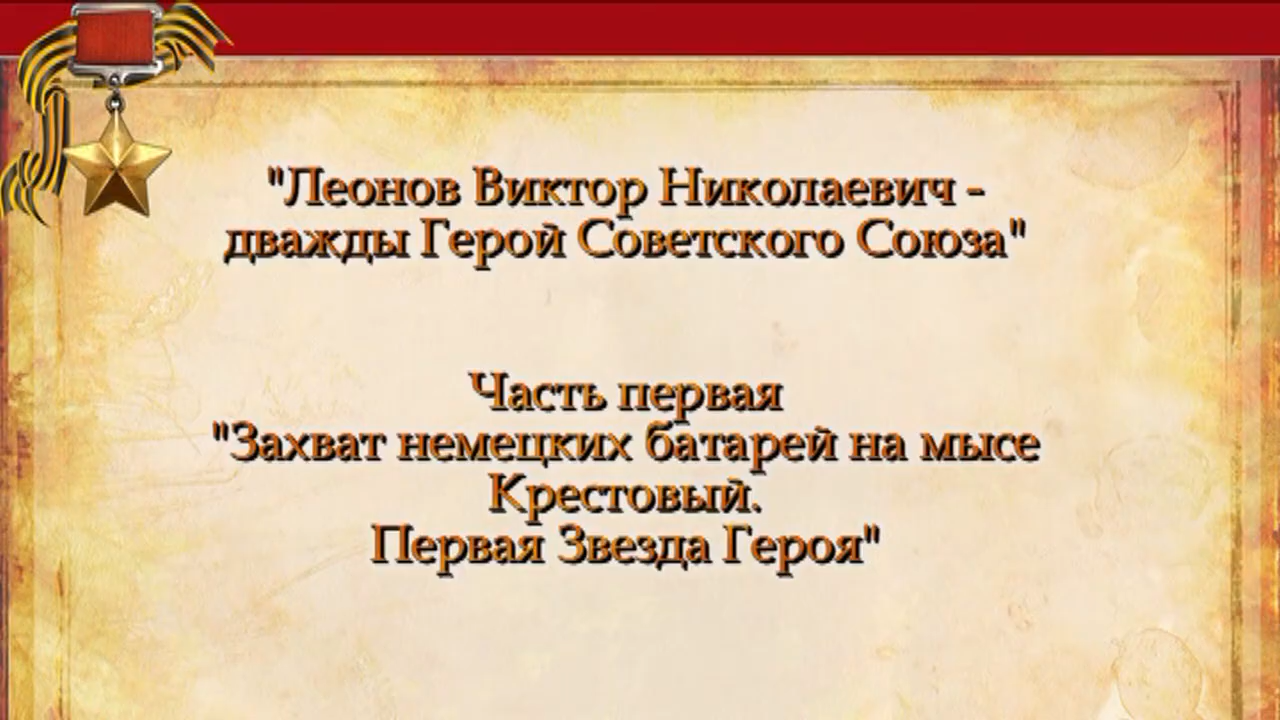 "Леонов Виктор Николаевич -
дважды Герой Советского Союза"
Часть первая
"Захват немецких батарей на мысе
Крестовый.
Первая Звезда Героя"